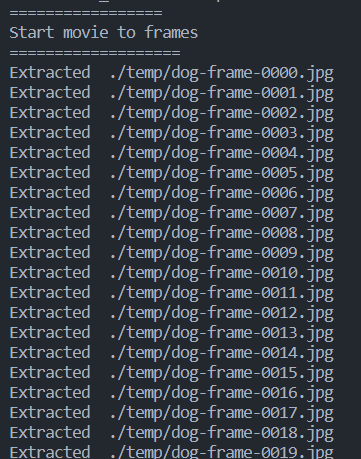 =================
Start movie to frames
===================
Extracted  ./temp/dog-frame-0000.jpg
Extracted  ./temp/dog-frame-0001.jpg
Extracted  ./temp/dog-frame-0002.jpg
Extracted  ./temp/dog-frame-0003.jpg
Extracted  ./temp/dog-frame-0004.jpg
Extracted  ./temp/dog-frame-0005.jpg
Extracted  ./temp/dog-frame-0006.jpg
Extracted  ./temp/dog-frame-0007.jpg
Extracted  ./temp/dog-frame-0008.jpg
Extracted  ./temp/dog-frame-0009.jpg
Extracted  ./temp/dog-frame-0010.jpg
Extracted  ./temp/dog-frame-0011.jpg
Extracted  ./temp/dog-frame-0012.jpg
Extracted  ./temp/dog-frame-0013.jpg
Extracted  ./temp/dog-frame-0014.jpg
Extracted  ./temp/dog-frame-0015.jpg
Extracted  ./temp/dog-frame-0016.jpg
Extracted  ./temp/dog-frame-0017.jpg
Extracted  ./temp/dog-frame-0018.jpg
Extracted  ./temp/dog-frame-0019.jpg